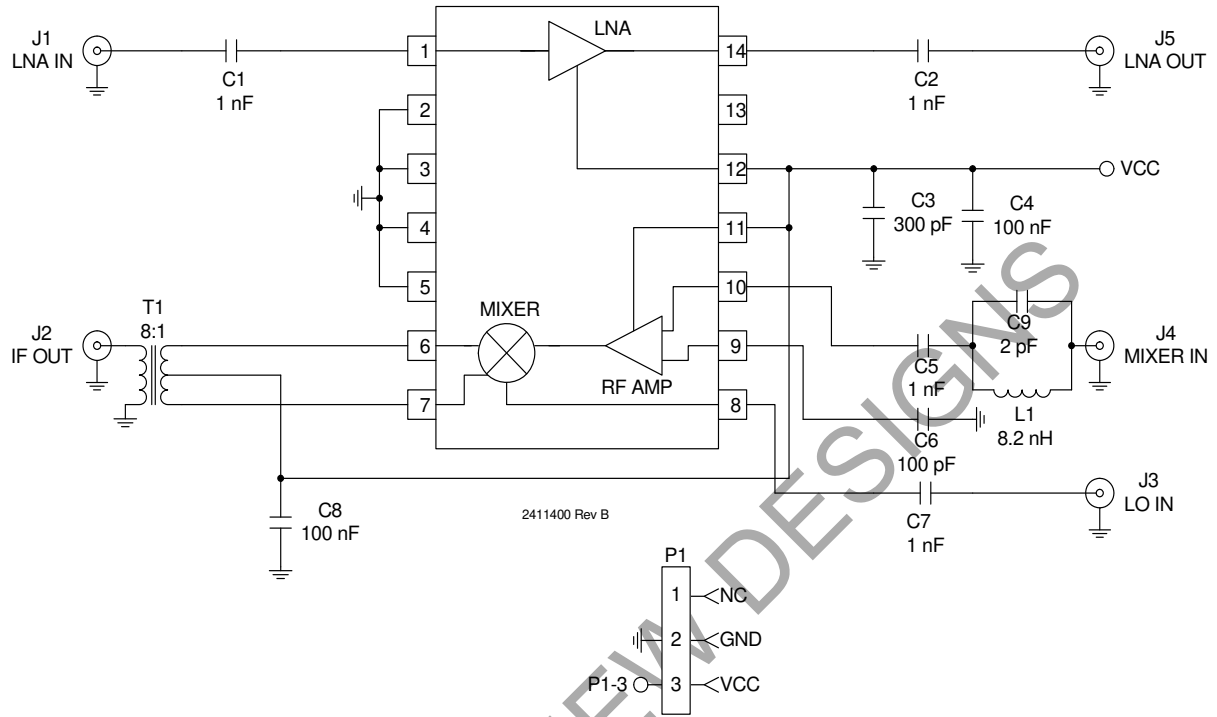 J1
LNA IN
C1
1 nF
1
2
3
4
5
6
7
LNA
MIXER
RF AMP
14
13
12
11
10
9
8
C2
1 nF
J5
LNA OUT
VCC
C3
300 pF
C4
100 nF
C9
2 pF
J4
MIXER IN
C5
1 nF
L1
8.2 nH
C6
100 pF
J3
LO IN
C7
1 nF
T1
8:1
J2
IF OUT
C8
100 nF
2411400 Rev B
P1
1
NC
2
GND
P1-3
3
VCC
EW DESIGNS